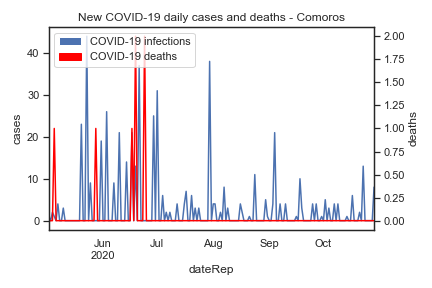 New COVID-19 daily cases and deaths - Comoros
COVID-19 infections
COVID-19 deaths
cases
40
30
20
10
0
deaths
2.00
1.75
1.50
1.25
1.00
0.75
0.50
0.25
0.00
Jun
2020
Jul
Aug
Sep
Oct
dateRep